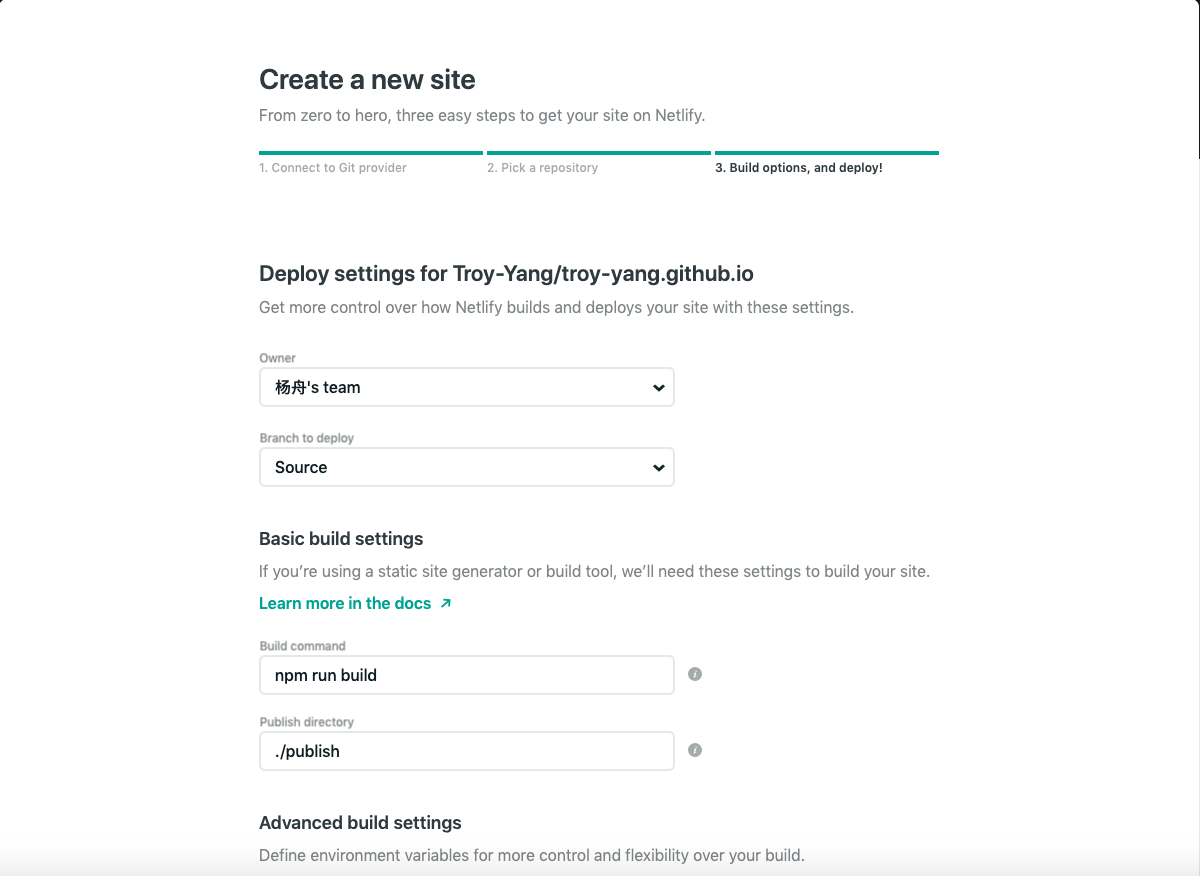 Create a new site
From zero to hero, three easy steps to get your site on Netlify.
1. Connect to Git provider
2. Pick a repository
3. Build options, and deploy!
Deploy settings for Troy-Yang/troy-yang.github.io
Get more control over how Netlify builds and deploys your site with these settings.
Owner
杨舟's team
Branch to deploy
Source
Basic build settings
If you’re using a static site generator or build tool, we’ll need these settings to build your site.
Learn more in the docs ↗
Build command
npm run build
Publish directory
./publish
Advanced build settings
Define environment variables for more control and flexibility over your build.